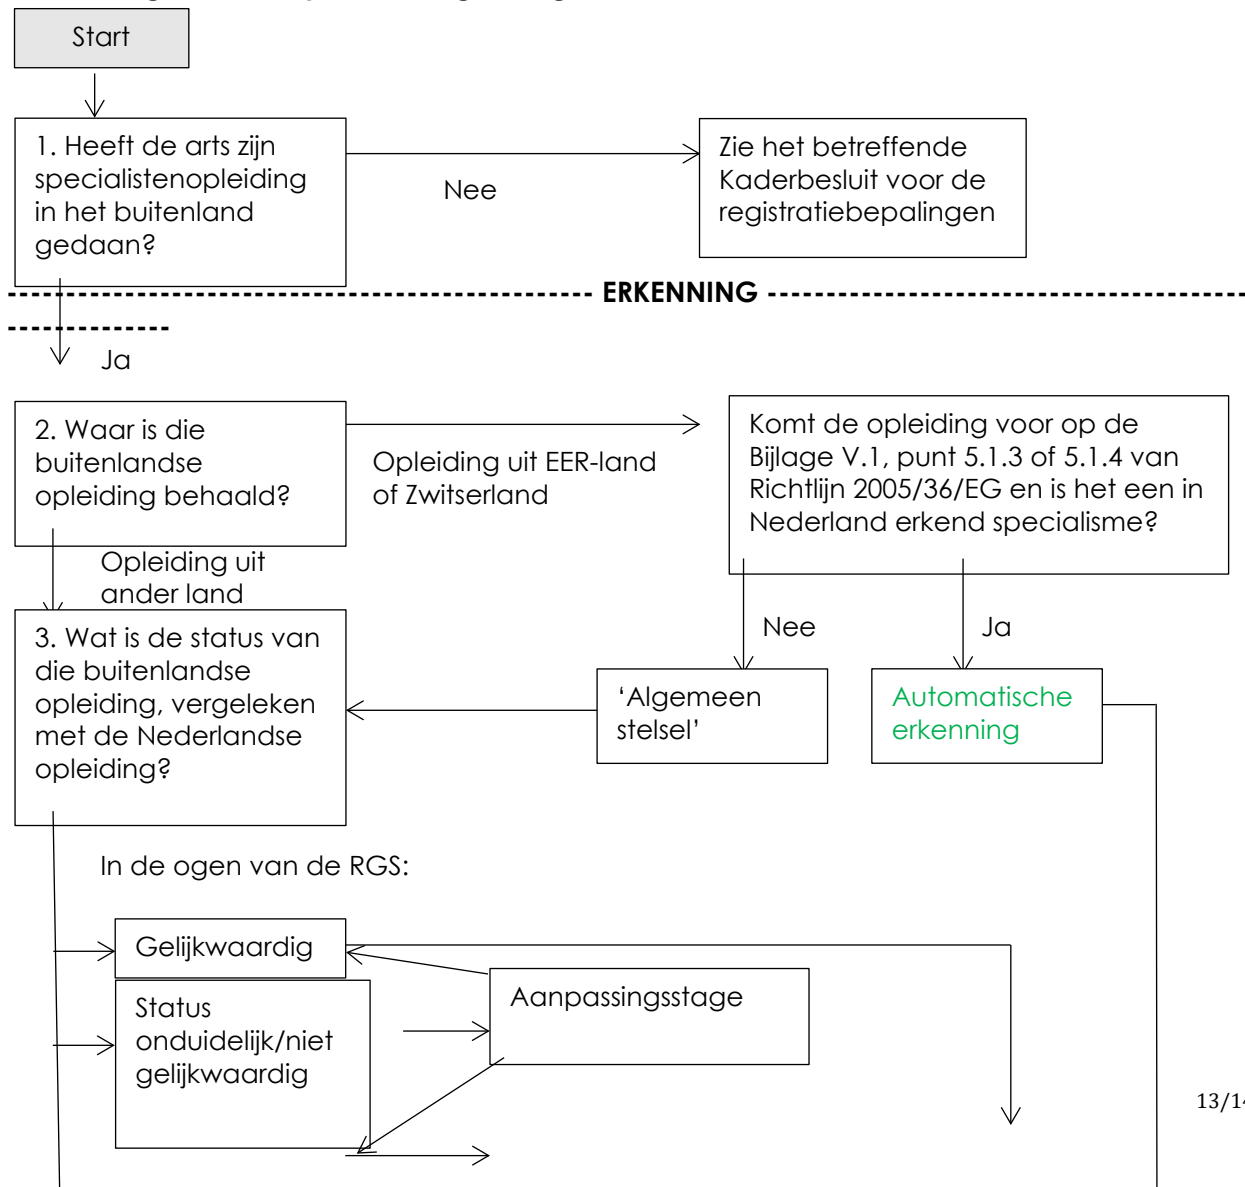 Start
1. Heeft de arts zijn
specialistenopleiding
in het buitenland
gedaan?
Nee
Zie het betreffende
Kaderbesluit voor de
registratiebepalingen
ERKENNING
Ja
2. Waar is die
buitenlandse
opleiding behaald?
Opleiding uit EER-land
of Zwitserland
Komt de opleiding voor op de
Bijlage V.1, punt 5.1.3 of 5.1.4 van
Richtlijn 2005/36/EG en is het een in
Nederland erkend specialisme?
Opleiding uit
ander land
Nee
Ja
3. Wat is de status van
die buitenlandse
opleiding, vergeleken
met de Nederlandse
opleiding?
‘Algemeen
stelsel’
Automatische
erkenning
In de ogen van de RGS:
Gelijkwaardig
Aanpassingsstage
Status
onduidelijk/niet
gelijkwaardig
13/14